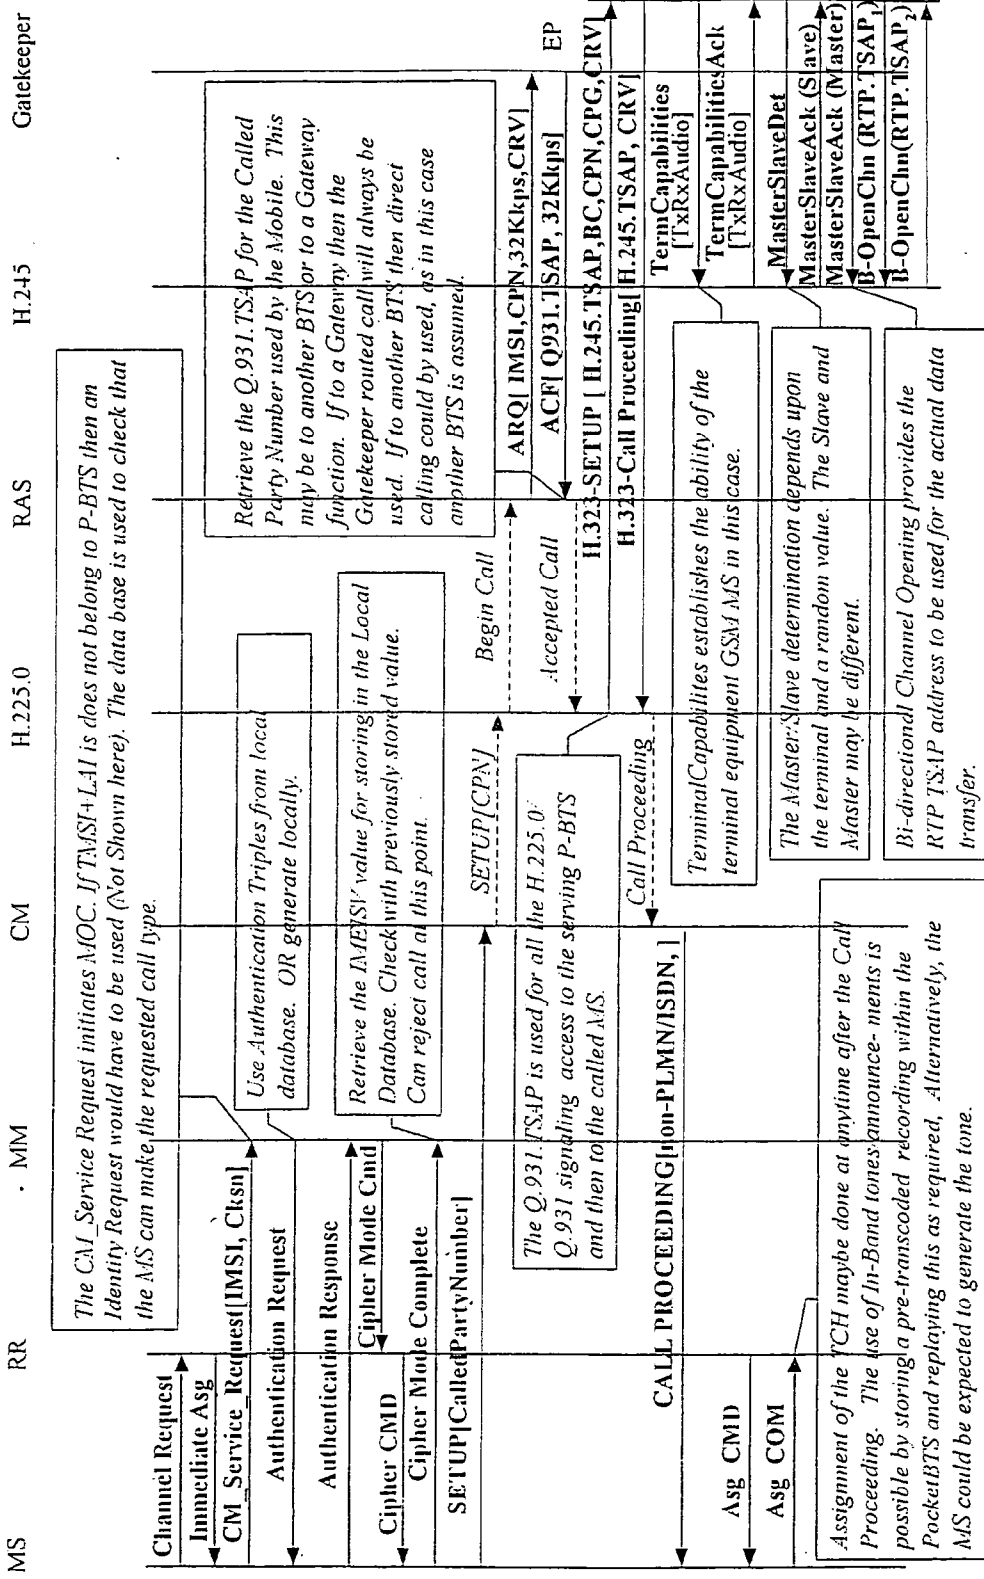 MS
RR
MM
CM
H.225.0
RAS
H.245
Gatekeeper
The CM_Service Request initiates MOC. If TMSI+LAI is does not belong to P-BTS then an
Identity Request would have to be used (Not Shown here). The data base is used to check that
the MS can make the requested call type.
Channel Request
Immediate Asg
CM_Service_Request[IMSI, Cksn]
Authentication Request
Use Authentication Triples from local
database. OR generate locally.
Authentication Response
Cipher Mode Cmd
Cipher CMD
Cipher Mode Complete
Retrieve the IMEISV value for storing in the Local
Database. Check with previously stored value.
Can reject call at this point.
SETUP[CalledPartyNumber]
SETUP[CPN]
Begin Call
Retrieve the Q.931.TSAP for the Called
Party Number used by the Mobile. This
may be to another BTS or to a Gateway
function. If to a Gateway then the
Gatekeeper routed call will always be
used. If to another BTS then direct
calling could by used, as in this case
another BTS is assumed.
ARQ[ IMSI,CPN,32Kkps,CRV]
EP
ACF[ Q931.TSAP, 32Kkps]
Accepted Call
H.323-SETUP [ H.245.TSAP,BC,CPN,CPG,CRV]
H.323-Call Proceeding[ H.245.TSAP, CRV]
The Q.931.TSAP is used for all the H.225.0/
Q.931 signaling access to the serving P-BTS
and then to the called MS.
Call Proceeding
CALL PROCEEDING[non-PLMN/ISDN, ]
TermCapabilities
[TxRxAudio]
TermCapabilitiesAck
[TxRxAudio]
TerminalCapabilites establishes the ability of the
terminal equipment GSM MS in this case.
Asg CMD
Asg COM
MasterSlaveDet
MasterSlaveAck (Slave)
MasterSlaveAck (Master)
The Master/Slave determination depends upon
the terminal and a random value. The Slave and
Master may be different.
B-OpenChn (RTP.TSAP1)
B-OpenChn(RTP.TSAP2)
Bi-directional Channel Opening provides the
RTP TSAP address to be used for the actual data
transfer.
Assignment of the TCH maybe done at anytime after the Call
Proceeding. The use of In-Band tones/announce- ments is
possible by storing a pre-transcoded recording within the
PocketBTS and replaying this as required, Alternatively, the
MS could be expected to generate the tone.